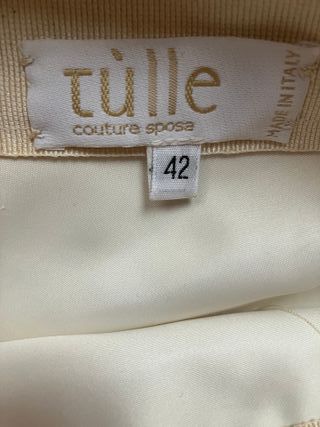 tùlle
couture sposa
MADE IN ITALY
42